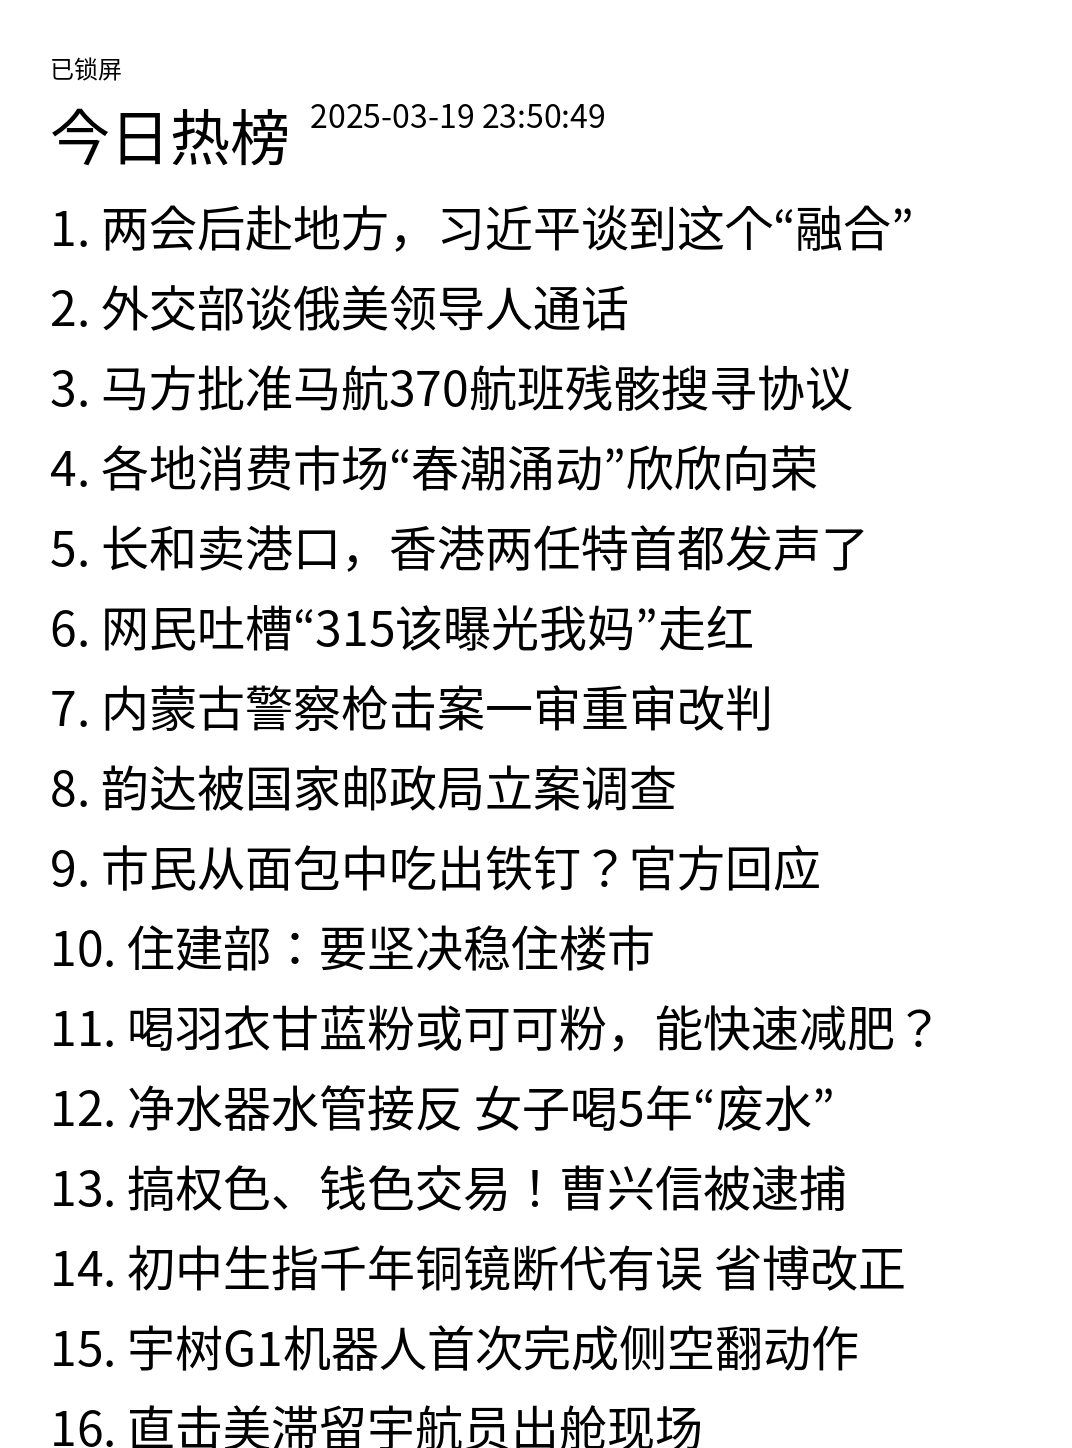 已锁屏
今日热榜 2025-03-19 23:50:49
1. 两会后赴地方，习近平谈到这个“融合”
2. 外交部谈俄美领导人通话
3. 马方批准马航370航班残骸搜寻协议
4. 各地消费市场“春潮涌动”欣欣向荣
5. 长和卖港口，香港两任特首都发声了
6. 网民吐槽“315该曝光我妈”走红
7. 内蒙古警察枪击案一审重审改判
8. 韵达被国家邮政局立案调查
9. 市民从面包中吃出铁钉？官方回应
10. 住建部：要坚决稳住楼市
11. 喝羽衣甘蓝粉或可可粉，能快速减肥？
12. 净水器水管接反 女子喝5年“废水”
13. 搞权色、钱色交易！曹兴信被逮捕
14. 初中生指千年铜镜断代有误 省博改正
15. 宇树G1机器人首次完成侧空翻动作
16. 直击美滞留宇航员出舱现场